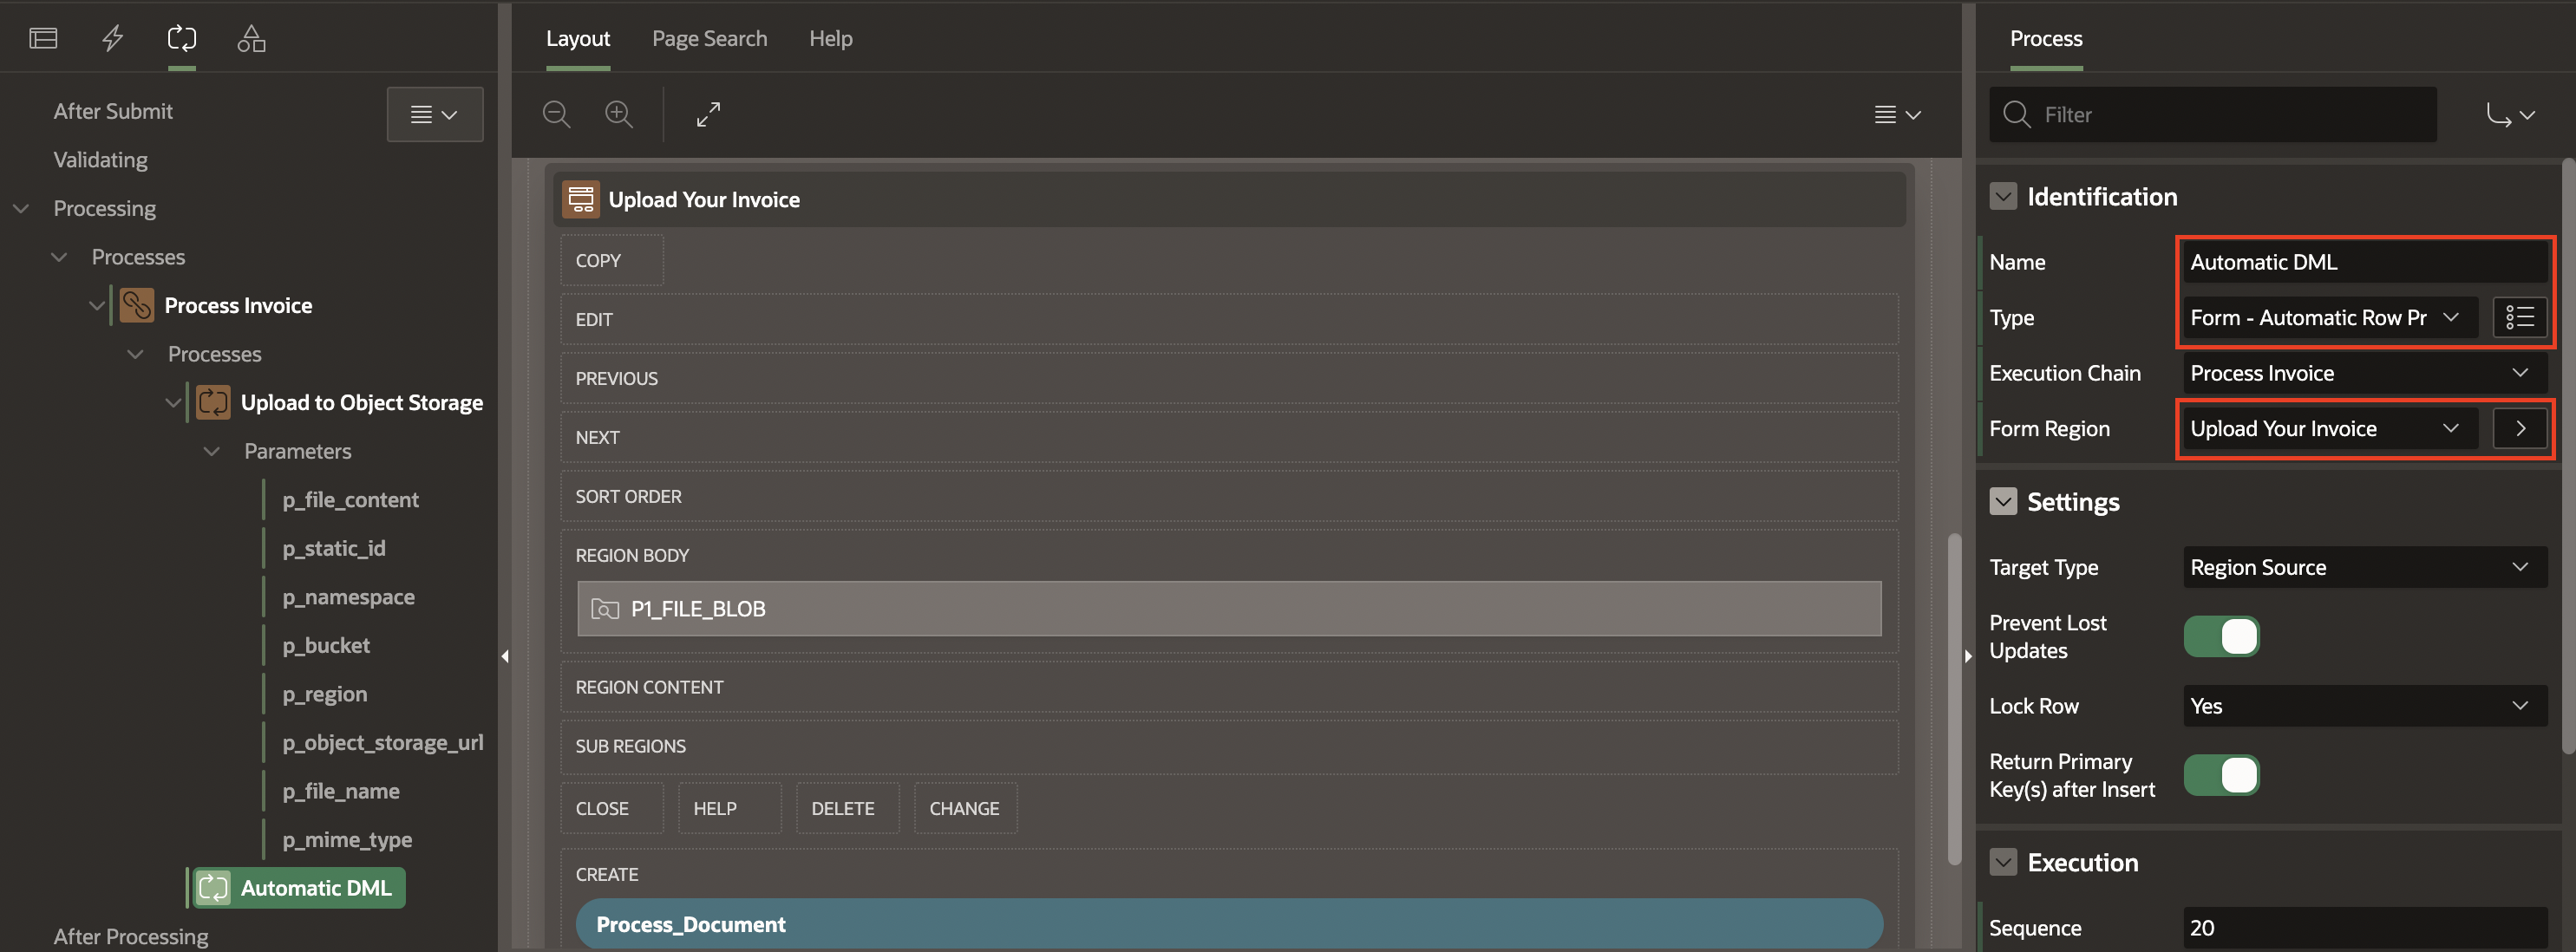 After Submit
Validating
Processing
Processes
Process Invoice
Processes
Upload to Object Storage
Parameters
p_file_content
p_static_id
p_namespace
p_bucket
p_region
p_object_storage_url
p_file_name
p_mime_type
Automatic DML
After Processing
Layout Page Search Help
Upload Your Invoice
COPY
EDIT
PREVIOUS
NEXT
SORT ORDER
REGION BODY
P1_FILE_BLOB
REGION CONTENT
SUB REGIONS
CLOSE HELP DELETE CHANGE
CREATE
Process_Document
Process
Filter
Identification
Name Automatic DML
Type Form - Automatic Row Pr
Execution Chain Process Invoice
Form Region Upload Your Invoice
Settings
Target Type Region Source
Prevent Lost
Updates
Lock Row Yes
Return Primary
Key(s) after Insert
Execution
Sequence 20